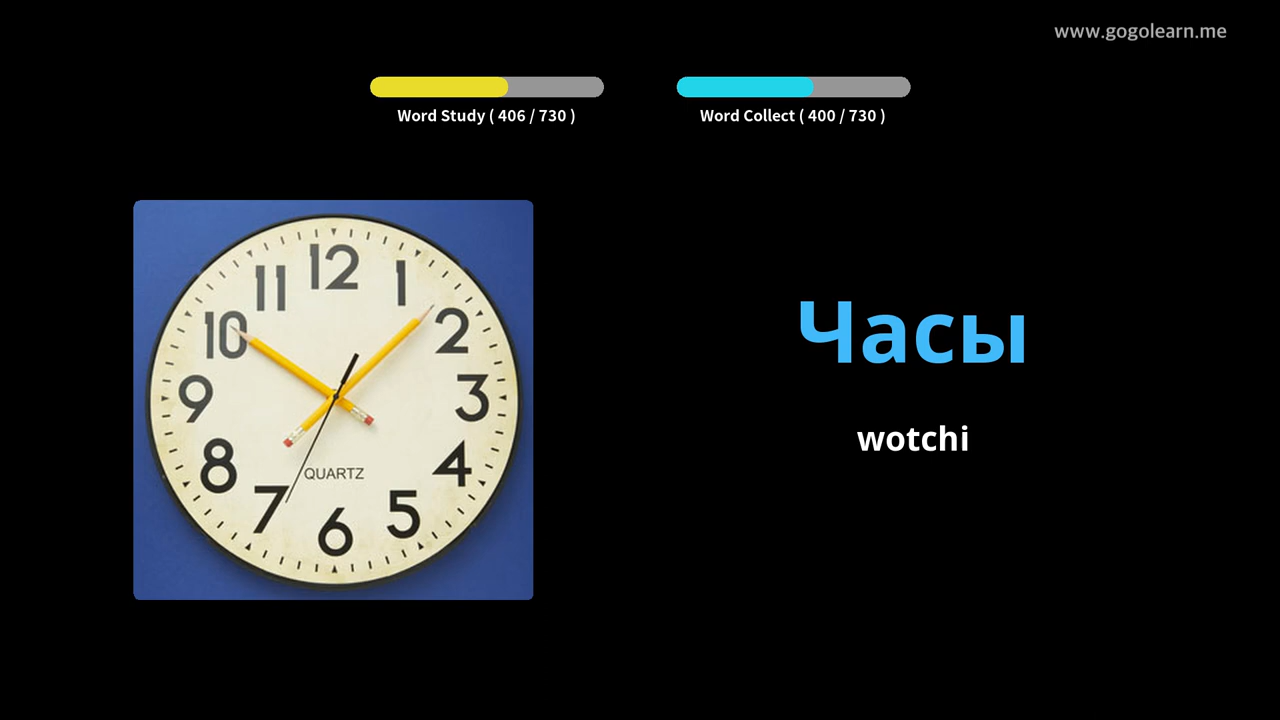 www.gogolearn.me
Word Study ( 406 / 730 )
Word Collect ( 400 / 730 )
12
11
1
10
2
9
3
8
4
7
5
6
QUARTZ
Часы
wotchi